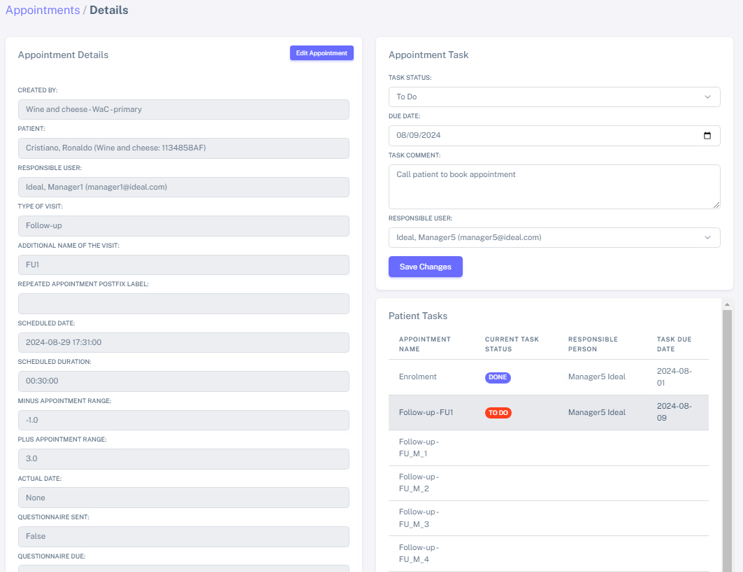 Appointments / Details
Appointment Details
Edit Appointment
CREATED BY:
Wine and cheese-WaC-primary
PATIENT:
Cristiano, Ronaldo (Wine and cheese: 1134858AF)
RESPONSIBLE USER:
Ideal, Manager1 (manager1@ideal.com)
TYPE OF VISIT:
Follow-up
ADDITIONAL NAME OF THE VISIT:
FU1
REPEATED APPOINTMENT POSTFIX LABEL:
SCHEDULED DATE:
2024-08-29 17:31:00
SCHEDULED DURATION:
00:30:00
MINUS APPOINTMENT RANGE:
-1.0
PLUS APPOINTMENT RANGE:
3.0
ACTUAL DATE:
None
QUESTIONNAIRE SENT:
False
QUESTIONNAIRE DUE:
Appointment Task
TASK STATUS:
To Do
DUE DATE:
08/09/2024
TASK COMMENT:
Call patient to book appointment
RESPONSIBLE USER:
Ideal, Manager5 (manager5@ideal.com)
Save Changes
Patient Tasks
APPOINTMENT NAME CURRENT TASK STATUS RESPONSIBLE PERSON TASK DUE DATE
Enrolment DONE Manager5 Ideal 2024-08-01
Follow-up-FU1 TO DO Manager5 Ideal 2024-08-09
Follow-up-
FU_M_1
Follow-up-
FU_M_2
Follow-up-
FU_M_3
Follow-up-
FU_M_4